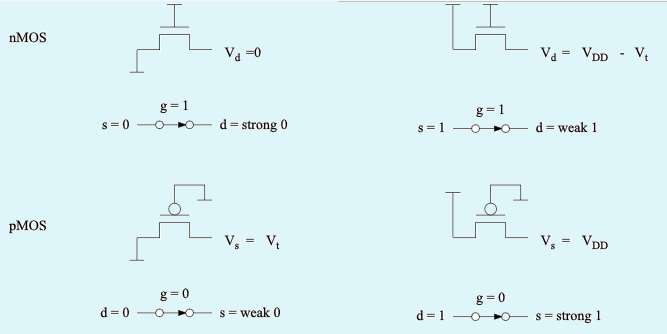 nMOS
V_d =0
V_d = V_DD - V_t
g = 1
s = 0 d = strong 0
g = 1
s = 1 d = weak 1
pMOS
V_s = V_t
V_s = V_DD
g = 0
d = 0 s = weak 0
g = 0
d = 1 s = strong 1